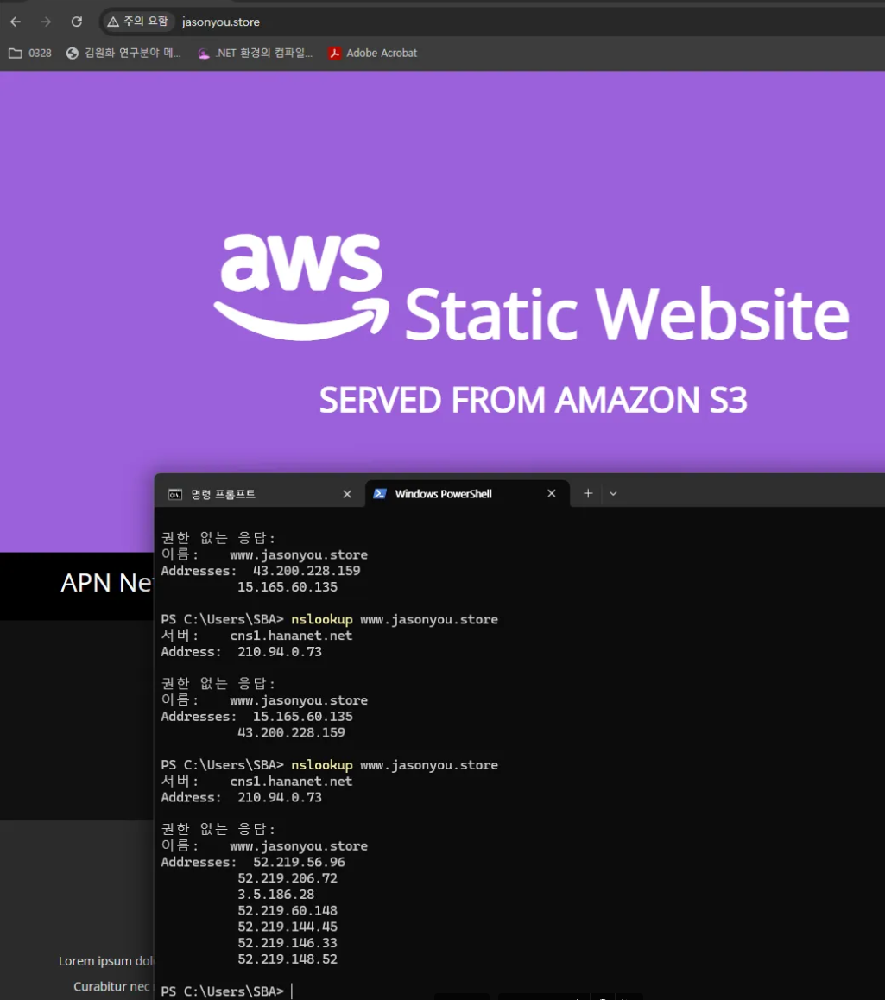 주의 요함 jasonyou.store
0328 김원화 연구분야 메... .NET 환경의 컴파일... Adobe Acrobat
aws Static Website
SERVED FROM AMAZON S3
명령 프롬프트 Windows PowerShell
권한 없는 응답:
이름: www.jasonyou.store
Addresses: 43.200.228.159
15.165.60.135
APN Net
PS C:\Users\SBA> nslookup www.jasonyou.store
서버: cns1.hananet.net
Address: 210.94.0.73
권한 없는 응답:
이름: www.jasonyou.store
Addresses: 15.165.60.135
43.200.228.159
PS C:\Users\SBA> nslookup www.jasonyou.store
서버: cns1.hananet.net
Address: 210.94.0.73
권한 없는 응답:
이름: www.jasonyou.store
Addresses: 52.219.56.96
52.219.206.72
3.5.186.28
52.219.60.148
52.219.144.45
52.219.146.33
52.219.148.52
Lorem ipsum dol
Curabitur nec
PS C:\Users\SBA>